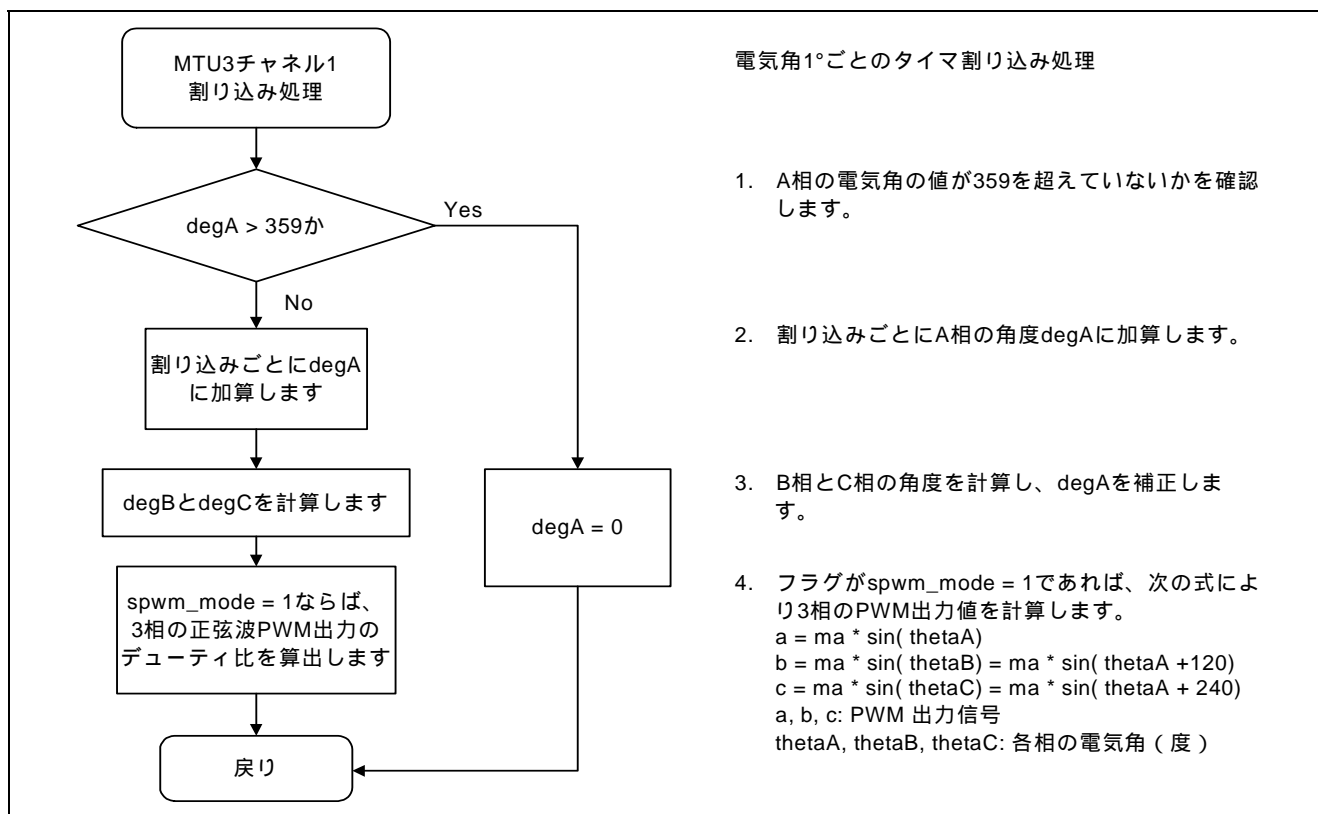 MTU3チャネル1
割り込み処理
degA > 359か
Yes
No
割り込みごとにdegA
に加算します
degBとdegCを計算します
degA = 0
spwm_mode = 1ならば、
3相の正弦波PWM出力の
デューティ比を算出します
戻り
電気角1°ごとのタイマ割り込み処理
1. A相の電気角の値が359を超えていないかを確認
します。
2. 割り込みごとにA相の角度degAに加算します。
3. B相とC相の角度を計算し、degAを補正しま
す。
4. フラグがspwm_mode = 1であれば、次の式によ
り3相のPWM出力値を計算します。
a = ma * sin( thetaA)
b = ma * sin( thetaB) = ma * sin( thetaA +120)
c = ma * sin( thetaC) = ma * sin( thetaA + 240)
a, b, c: PWM 出力信号
thetaA, thetaB, thetaC: 各相の電気角（度）